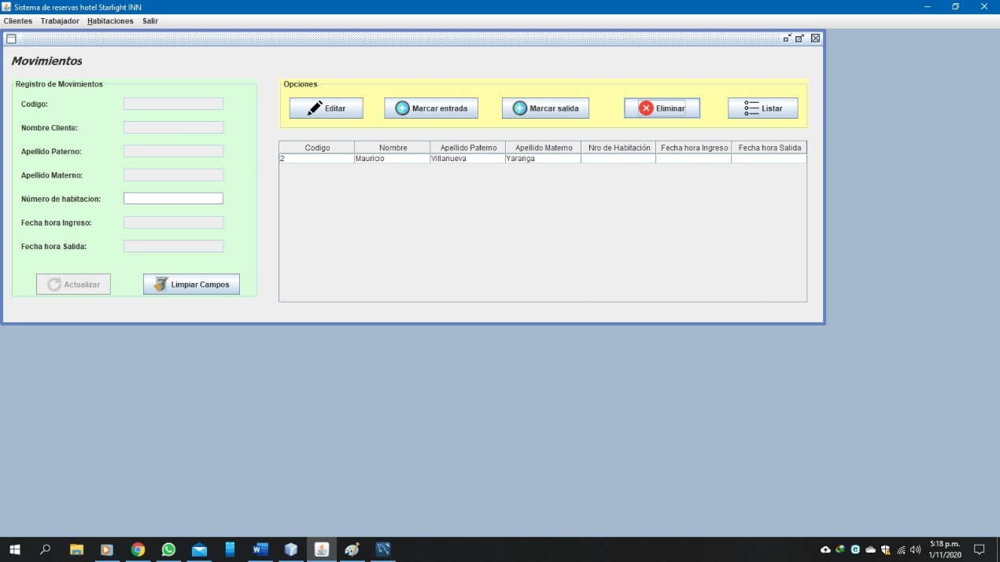 Sistema de reservas hotel Starlight INN
Clientes Trabajador Habitaciones Salir
Movimientos
Registro de Movimientos
Codigo:
Nombre Cliente:
Apellido Paterno:
Apellido Materno:
Número de habitacion:
Fecha hora Ingreso:
Fecha hora Salida:
Actualizar Limpiar Campos
Opciones
Editar Marcar entrada Marcar salida Eliminar Listar
Codigo Nombre Apellido Paterno Apellido Materno Nro de Habitación Fecha hora Ingreso Fecha hora Salida
2 Mauricio Villanueva Yaranga
5:18 p.m.
1/11/2020